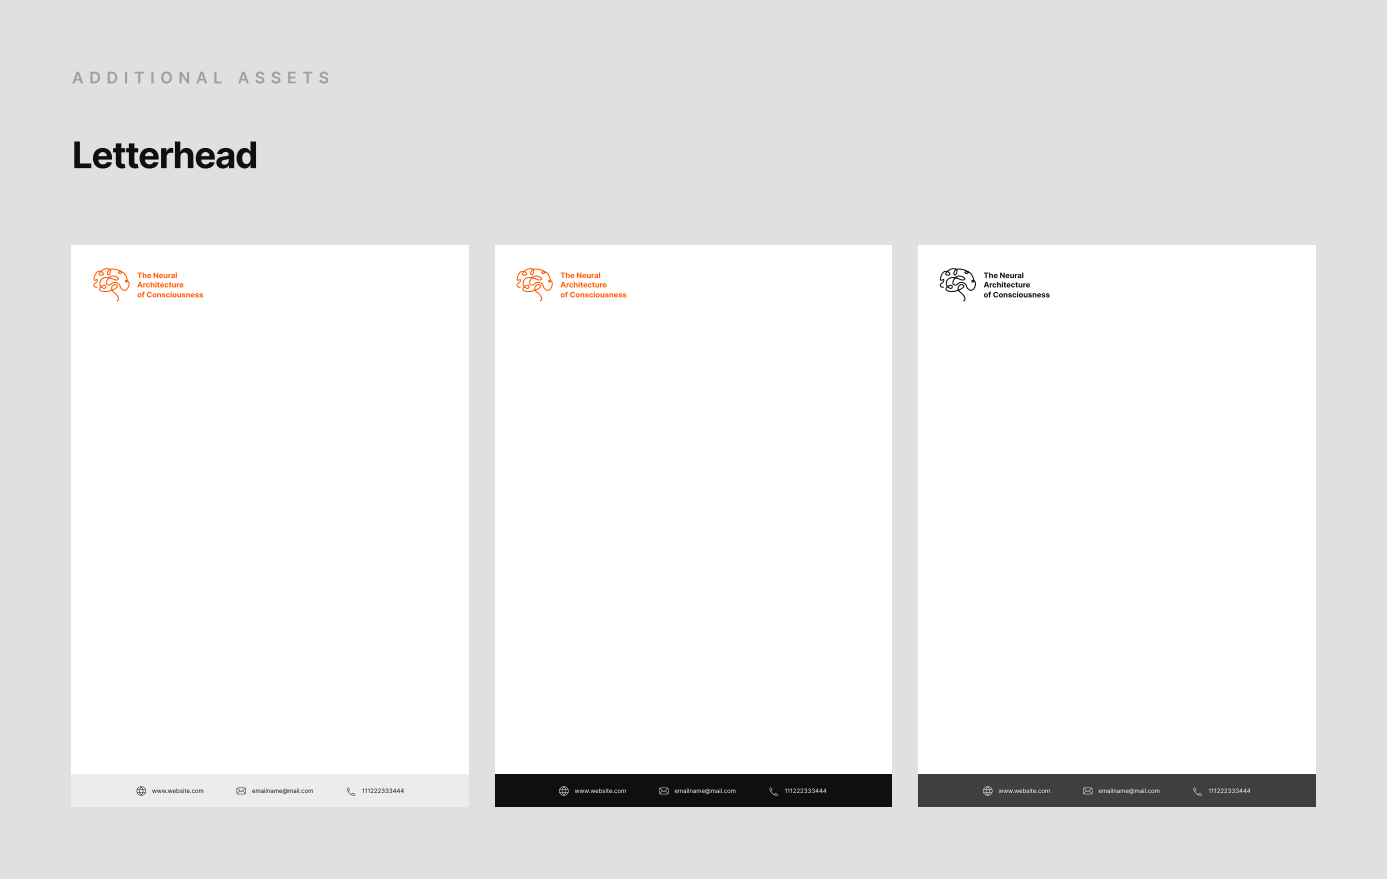 ADDITIONAL ASSETS
Letterhead
The Neural
Architecture
of Consciousness
www.website.com
emailname@mail.com
111222333444
The Neural
Architecture
of Consciousness
www.website.com
emailname@mail.com
111222333444
The Neural
Architecture
of Consciousness
www.website.com
emailname@mail.com
111222333444